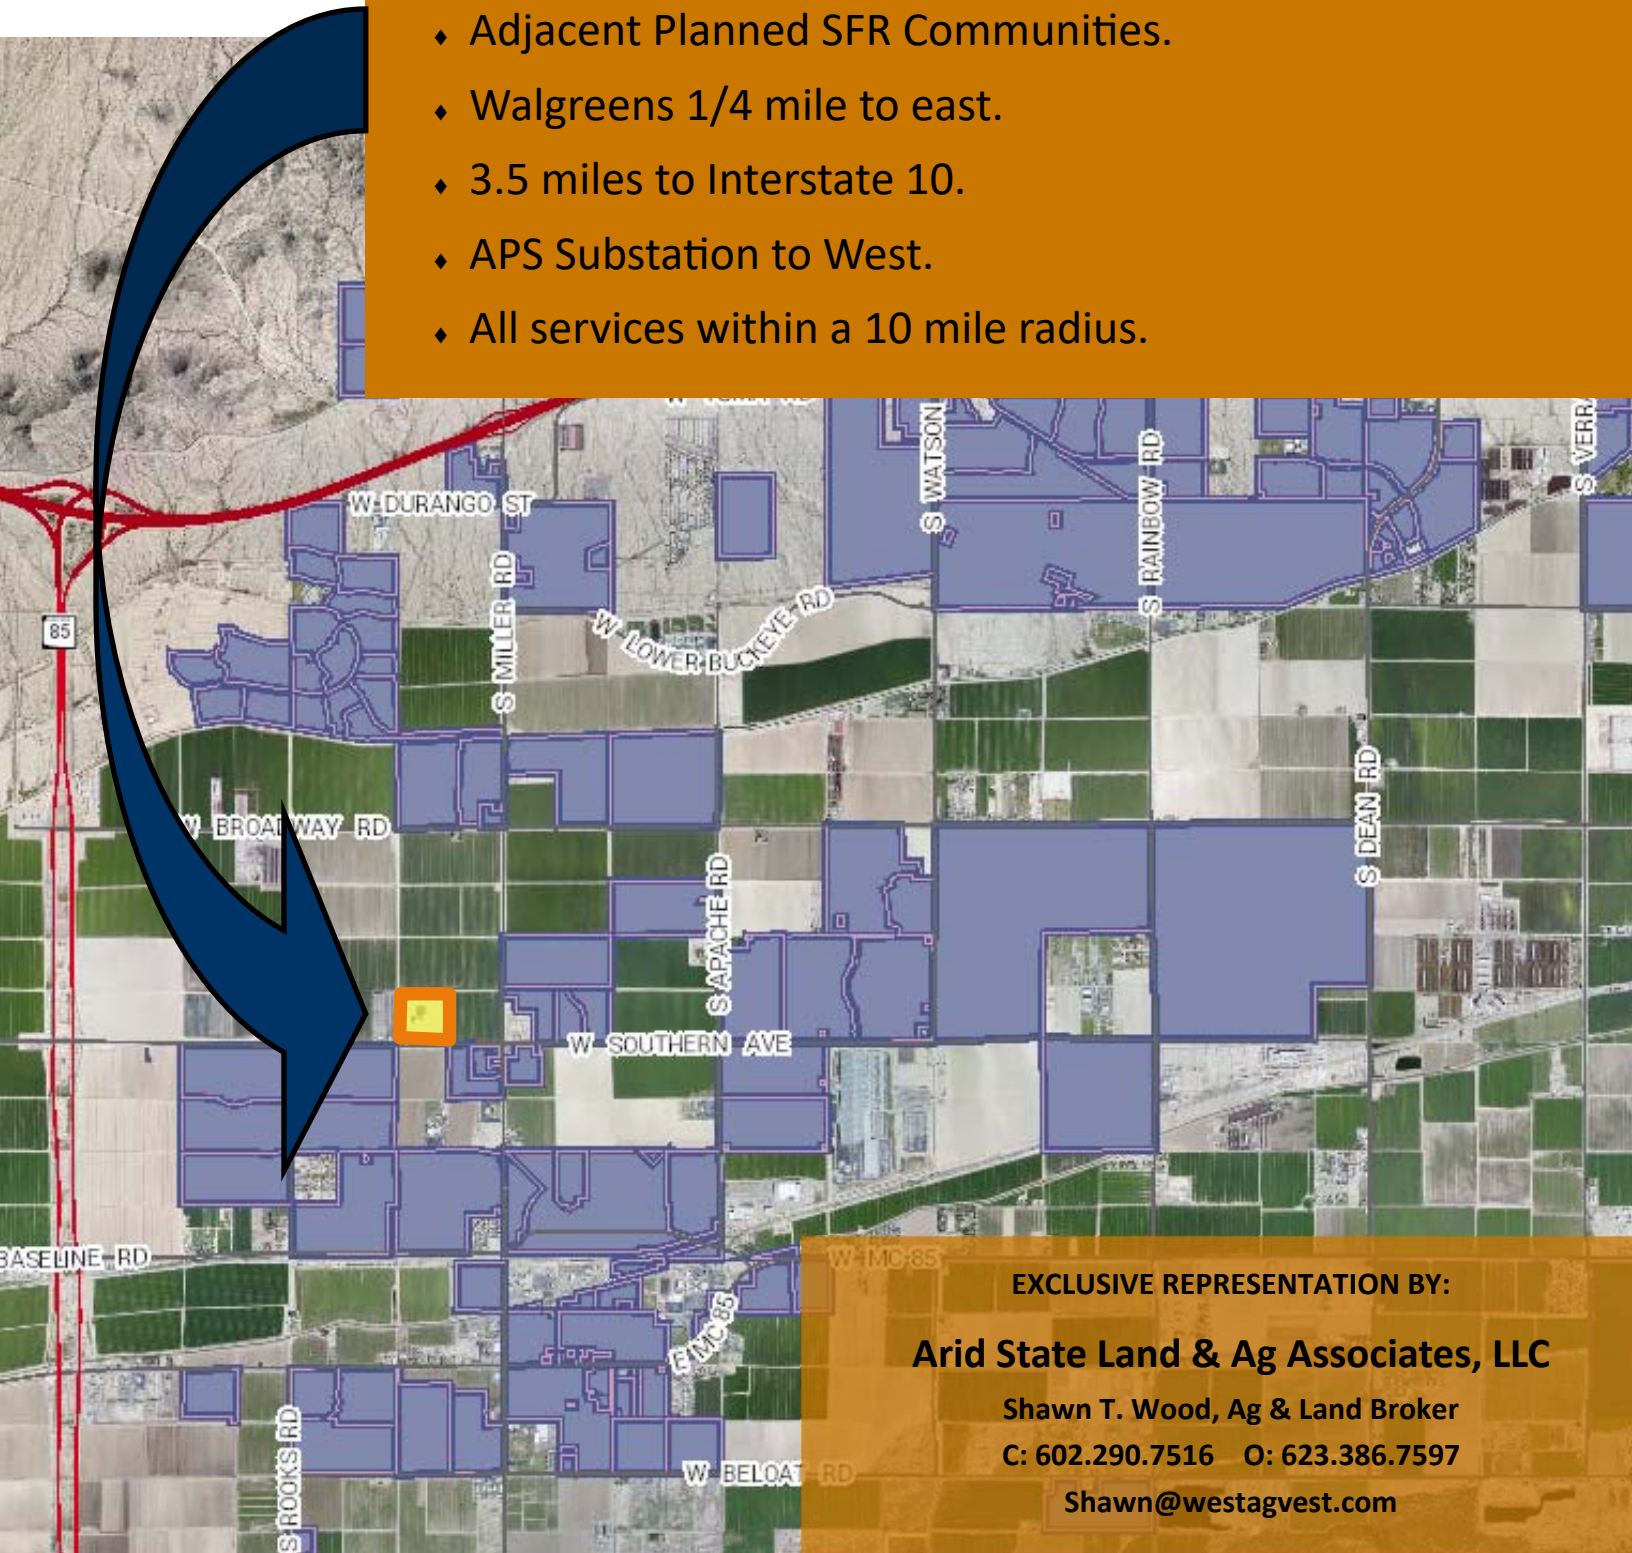 ⬧ Adjacent Planned SFR Communities.
⬧ Walgreens 1/4 mile to east.
⬧ 3.5 miles to Interstate 10.
⬧ APS Substation to West.
⬧ All services within a 10 mile radius.
S WATSON
S VERRA
W DURANGO ST
S RAINBOW RD
85
S MILLER RD
W LOWER BUCKEYE RD
S DEAN RD
W BROADWAY RD
S APACHE RD
W SOUTHERN AVE
BASELINE RD
W MC 85
E MC 85
S ROOKS RD
W BELOAT RD
EXCLUSIVE REPRESENTATION BY:
Arid State Land & Ag Associates, LLC
Shawn T. Wood, Ag & Land Broker
C: 602.290.7516 O: 623.386.7597
Shawn@westagvest.com